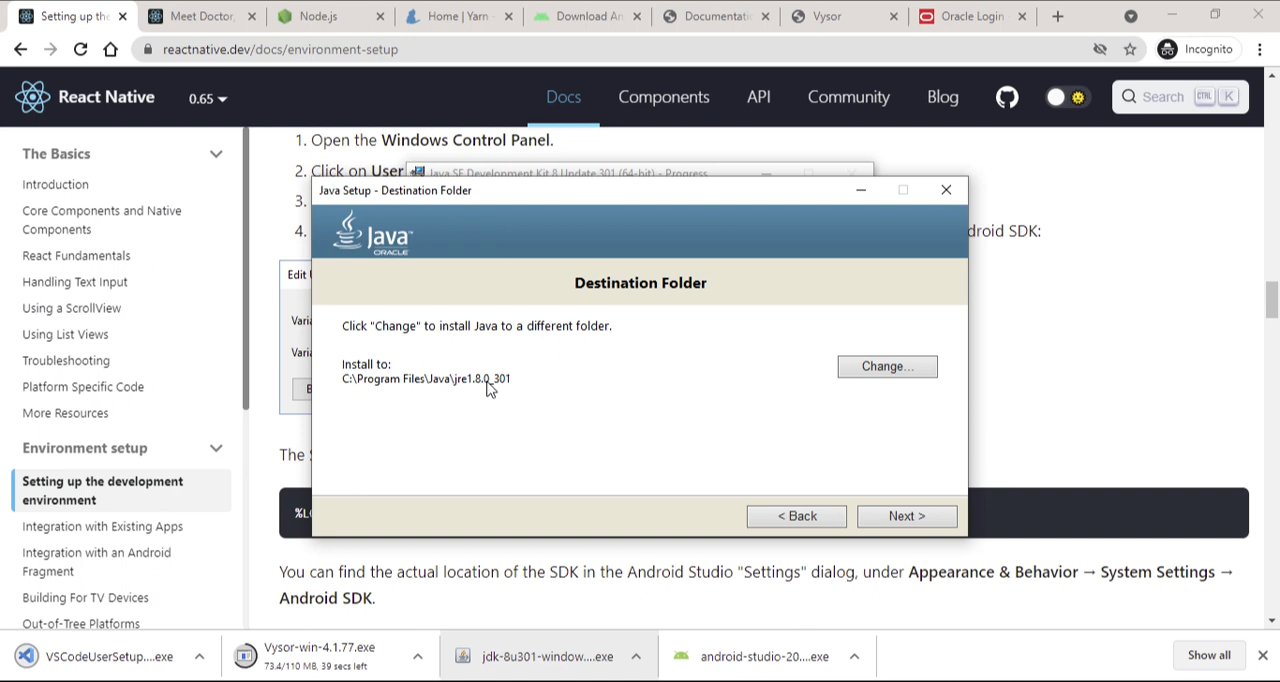 Setting up the
Meet Doctor,
Node.js
Home | Yarn -
Download An
Documentatic
Vysor
Oracle Login
reactnative.dev/docs/environment-setup
Incognito
React Native
0.65
Docs
Components
API
Community
Blog
Search
CTRL
K
The Basics
Introduction
Core Components and Native
Components
React Fundamentals
Handling Text Input
Using a ScrollView
Using List Views
Troubleshooting
Platform Specific Code
More Resources
Environment setup
Setting up the development
environment
Integration with Existing Apps
Integration with an Android
Fragment
Building For TV Devices
Out-of-Tree Platforms
1. Open the Windows Control Panel.
2. Click on User
3.
4.
droid SDK:
Java SE Development Kit 8 Update 301 (64-bit) - Progress
Edit
Varia
Varia
B
The
%L
Java Setup - Destination Folder
Java
ORACLE
Destination Folder
Click "Change" to install Java to a different folder.
Install to:
C:\Program Files\Java\jre1.8.0_301
Change...
< Back
Next >
You can find the actual location of the SDK in the Android Studio "Settings" dialog, under Appearance & Behavior → System Settings →
Android SDK.
VSCodeUserSetup....exe
Vysor-win-4.1.77.exe
73.4/110 MB, 39 secs left
jdk-8u301-window....exe
android-studio-20....exe
Show all